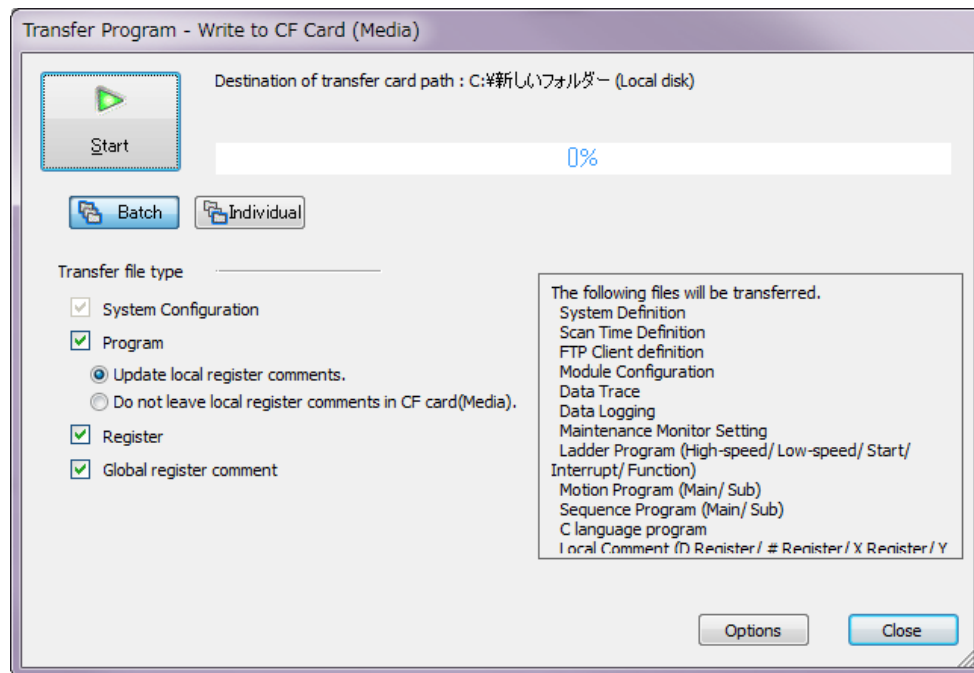 Transfer Program - Write to CF Card (Media)
Destination of transfer card path : C:¥新しいフォルダー (Local disk)
Start
0%
Batch
Individual
Transfer file type
System Configuration
Program
Update local register comments.
Do not leave local register comments in CF card(Media).
Register
Global register comment
The following files will be transferred.
System Definition
Scan Time Definition
FTP Client definition
Module Configuration
Data Trace
Data Logging
Maintenance Monitor Setting
Ladder Program (High-speed/ Low-speed/ Start/
Interrupt/ Function)
Motion Program (Main/ Sub)
Sequence Program (Main/ Sub)
C language program
Local Comment (D Register/ # Register/ X Register/ Y
Options
Close